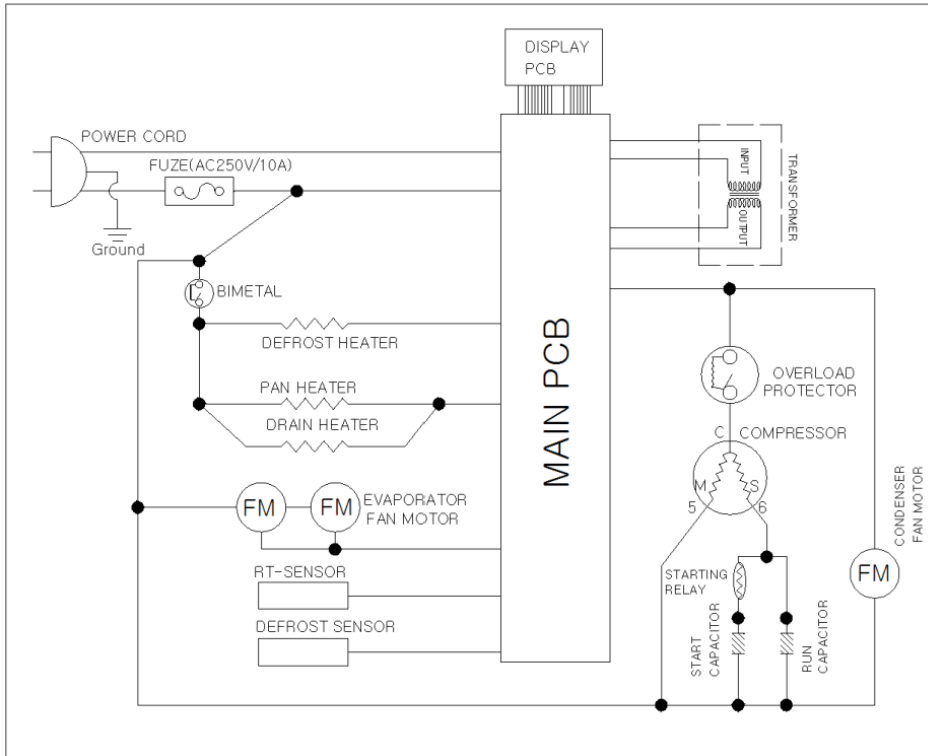 DISPLAY
PCB
POWER CORD
FUZE(AC250V/10A)
Ground
INPUT
OUTPUT
TRANSFORMER
BIMETAL
DEFROST HEATER
PAN HEATER
DRAIN HEATER
MAIN PCB
OVERLOAD
PROTECTOR
C COMPRESSOR
M S
5 6
FM FM
EVAPORATOR
FAN MOTOR
CONDENSER
FAN MOTOR
FM
RT-SENSOR
DEFROST SENSOR
STARTING
RELAY
START
CAPACITOR
RUN
CAPACITOR